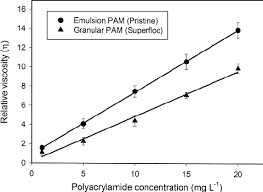 Relative viscosity (η)
16
14
12
10
8
6
4
2
0
Emulsion PAM (Pristine)
Granular PAM (Superfloc)
0 5 10 15 20
Polyacrylamide concentration (mg L-1)